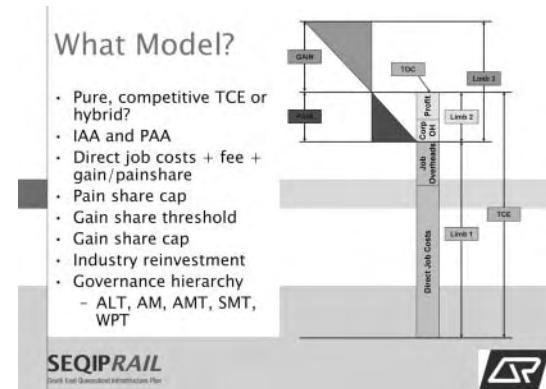 What Model?
• Pure, competitive TCE or
hybrid?
• IAA and PAA
• Direct job costs + fee +
gain/painshare
• Pain share cap
• Gain share threshold
• Gain share cap
• Industry reinvestment
• Governance hierarchy
– ALT, AM, AMT, SMT,
WPT
GAIN
TOC
Limb 3
PAIN
Profit
Limb 2
Corp
OH
Job
Overheads
TCE
Limb 1
Direct Job Costs
SEQIPRAIL
South East Queensland Infrastructure Plan
QR